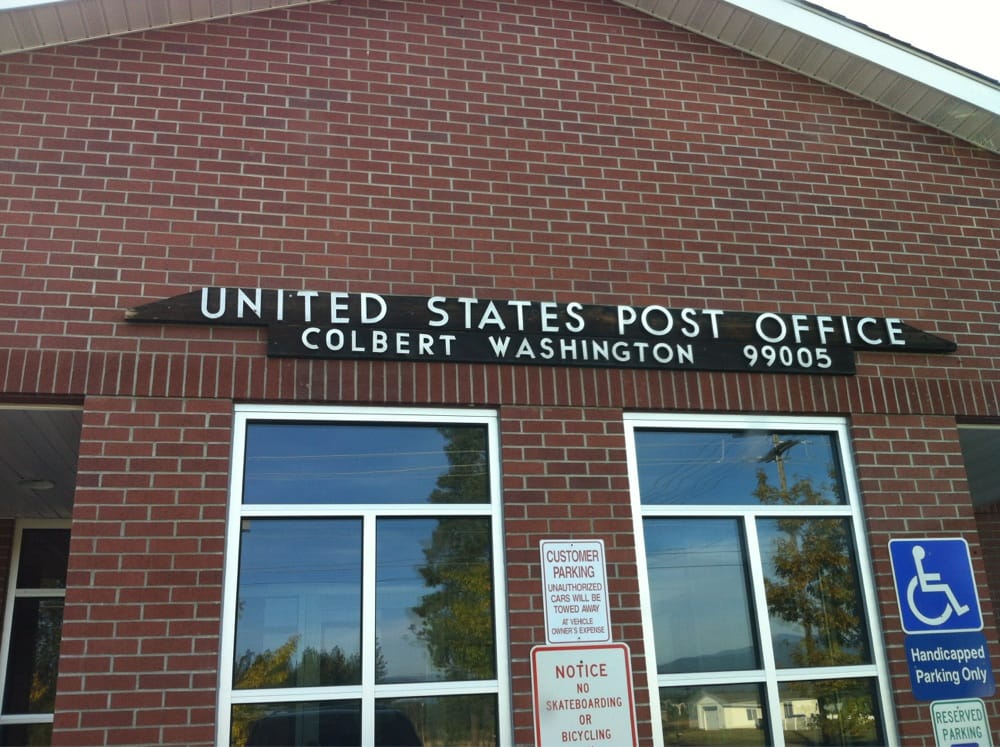 UNITED STATES POST OFFICE
COLBERT WASHINGTON 99005
CUSTOMER
PARKING
UNAUTHORIZED
CARS WILL BE
TOWED AWAY
AT VEHICLE
OWNER'S EXPENSE
NOTICE
NO
SKATEBOARDING
OR
BICYCLING
Handicapped
Parking Only
RESERVED
PARKING